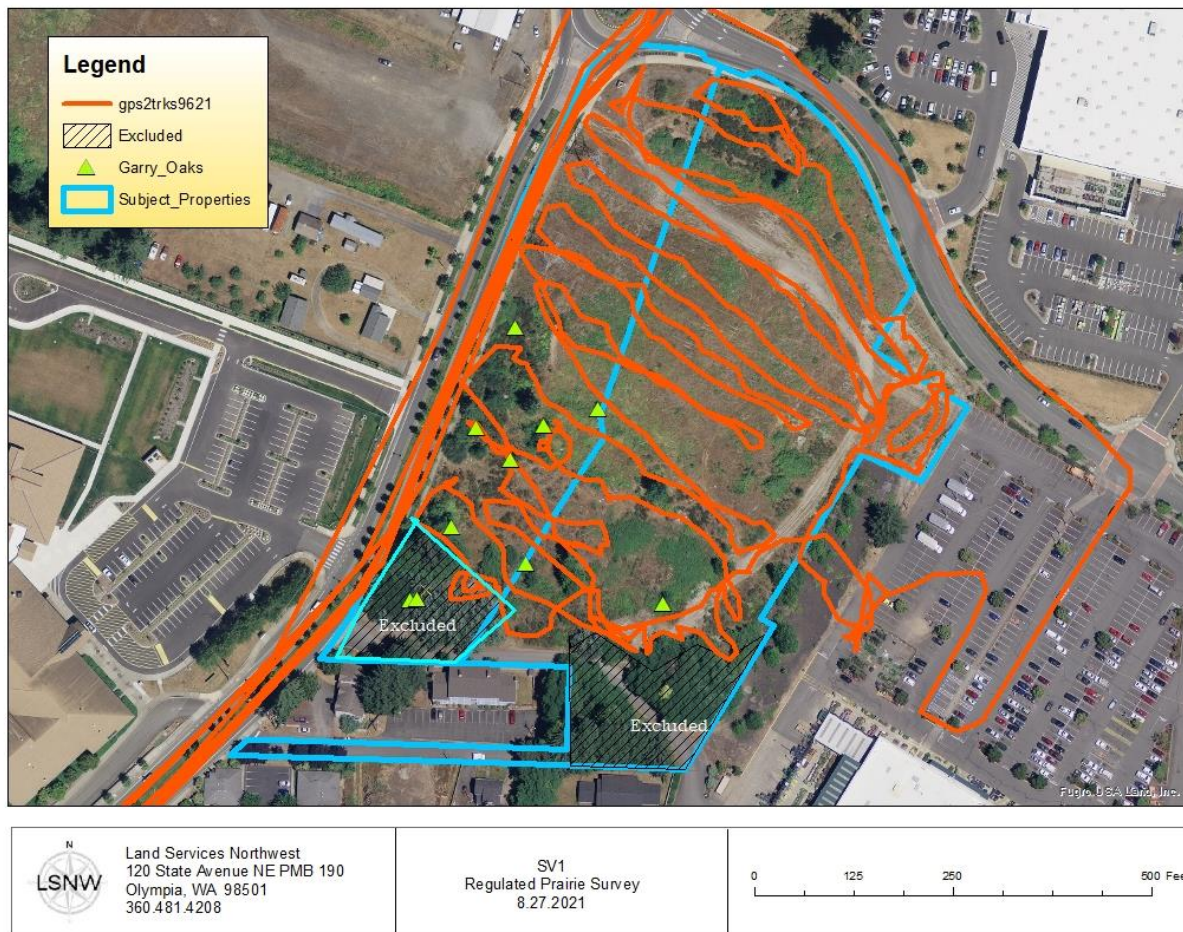 Legend
gps2trks9621
Excluded
Garry_Oaks
Subject_Properties
Excluded
Excluded
Fugro USA Land, Inc.
N
LSNW
Land Services Northwest
120 State Avenue NE PMB 190
Olympia, WA 98501
360.481.4208
SV1
Regulated Prairie Survey
8.27.2021
0 125 250 500 Fee